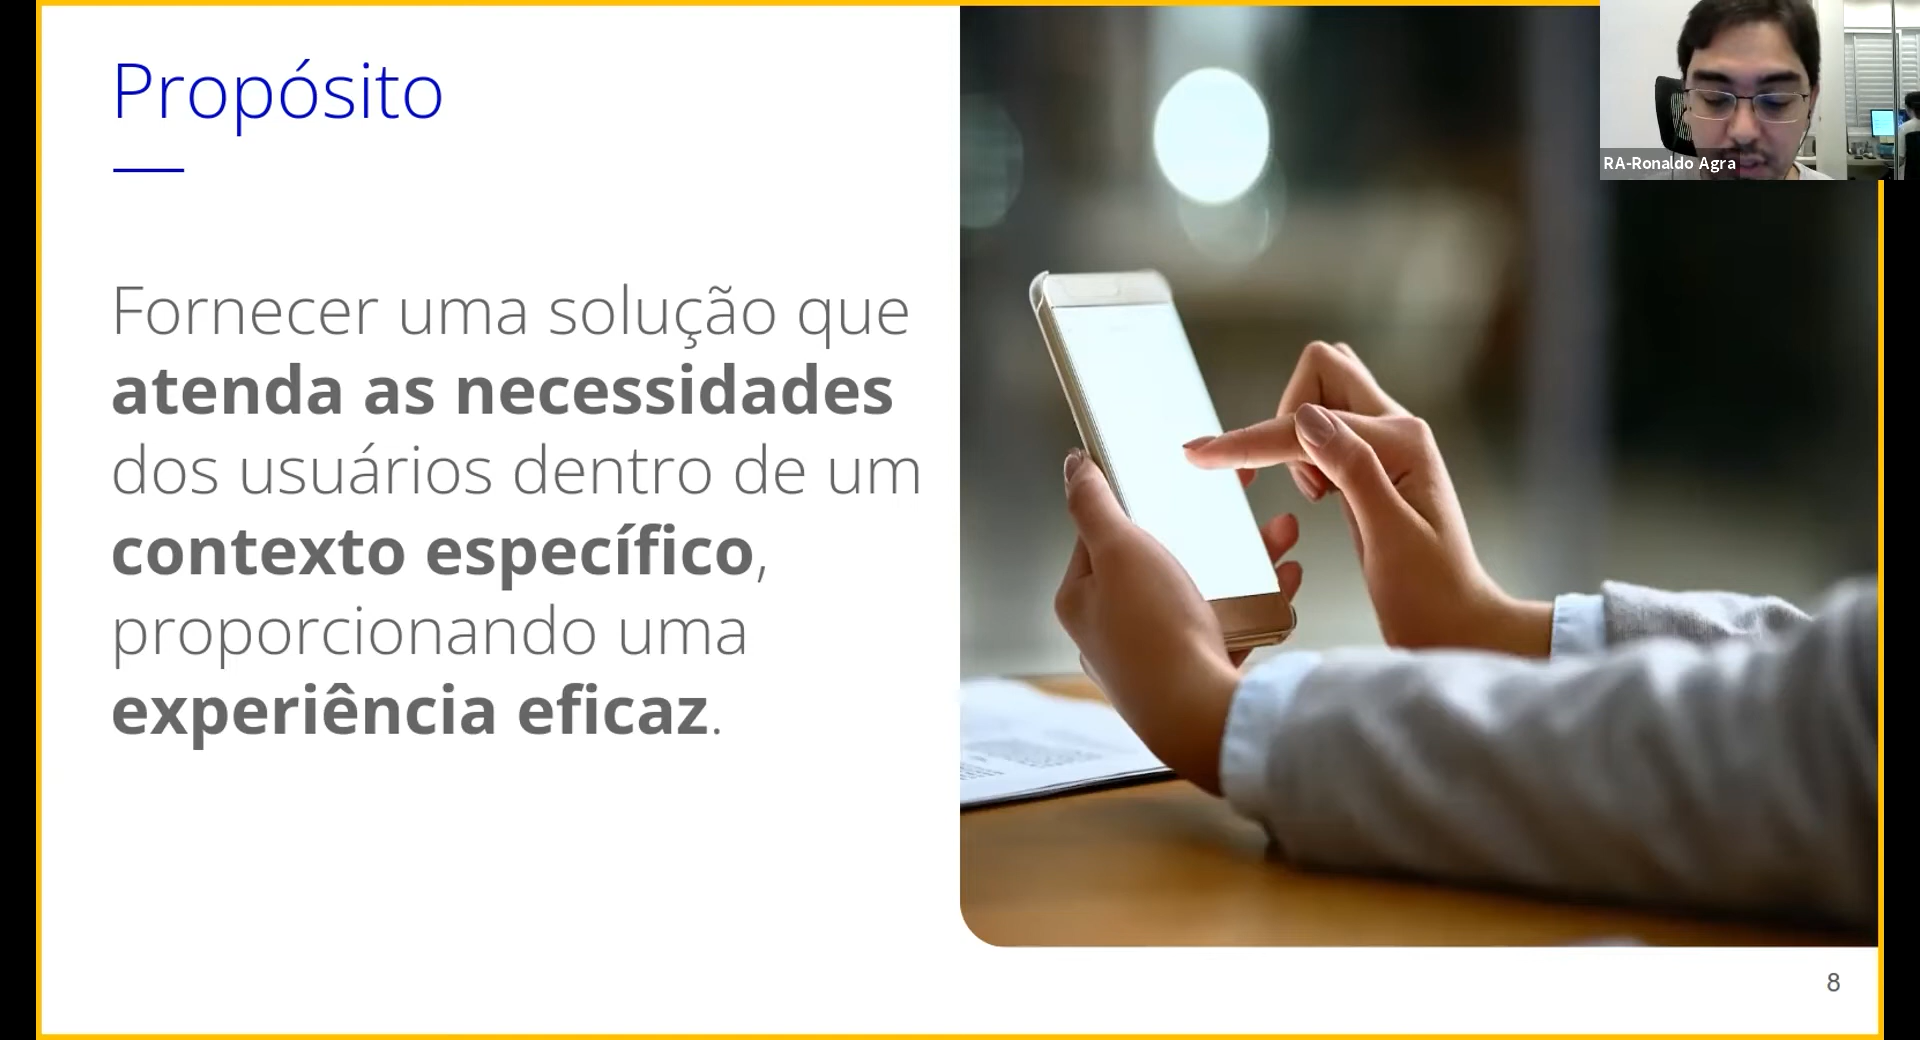 Propósito
Fornecer uma solução que
atenda as necessidades
dos usuários dentro de um
contexto específico,
proporcionando uma
experiência eficaz.
RA-Ronaldo Agra
8